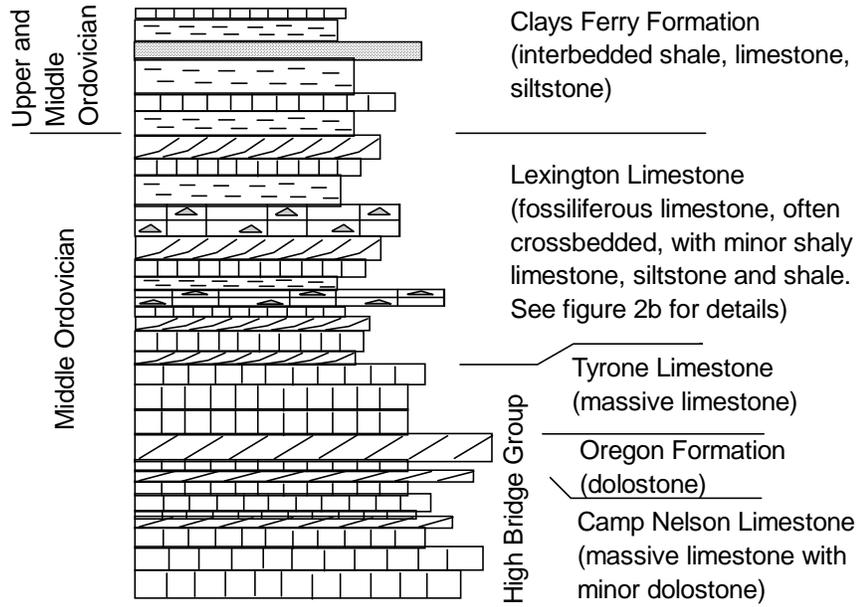 Upper and
Middle
Ordovician
Middle Ordovician
Clays Ferry Formation
(interbedded shale, limestone,
siltstone)
Lexington Limestone
(fossiliferous limestone, often
crossbedded, with minor shaly
limestone, siltstone and shale.
See figure 2b for details)
High Bridge Group
Tyrone Limestone
(massive limestone)
Oregon Formation
(dolostone)
Camp Nelson Limestone
(massive limestone with
minor dolostone)